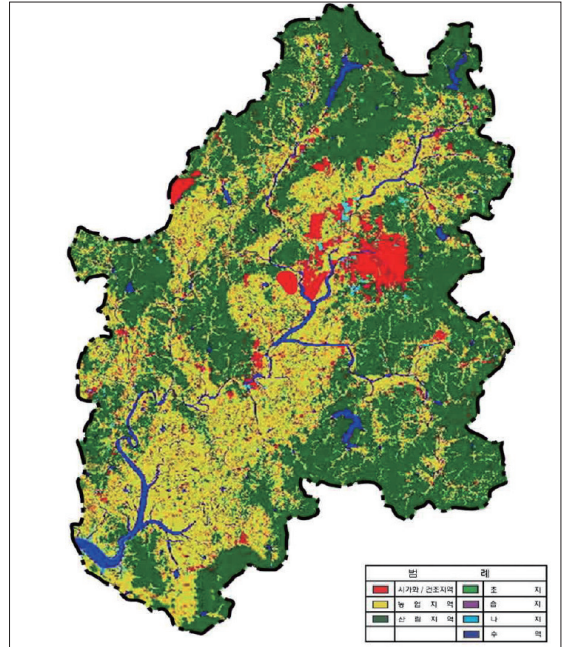 범 례
시가화 / 건조지역 초 지
농 업 지 역 습 지
산 림 지 역 나 지
수 역